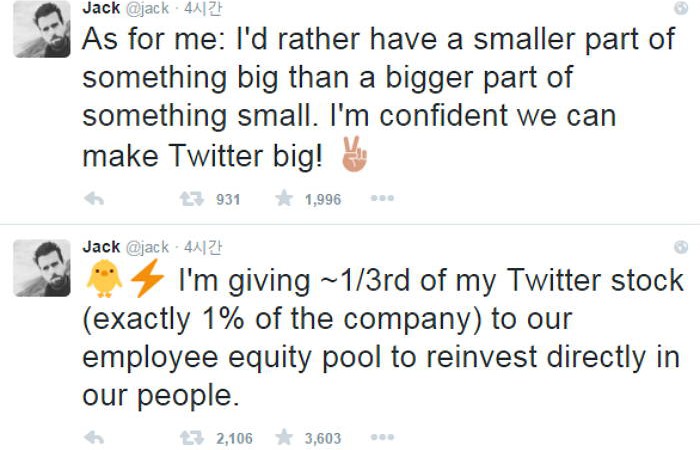 Jack @jack · 4시간
As for me: I'd rather have a smaller part of
something big than a bigger part of
something small. I'm confident we can
make Twitter big! ✌
931 1,996
Jack @jack · 4시간
🐥⚡ I'm giving ~1/3rd of my Twitter stock
(exactly 1% of the company) to our
employee equity pool to reinvest directly in
our people.
2,106 3,603